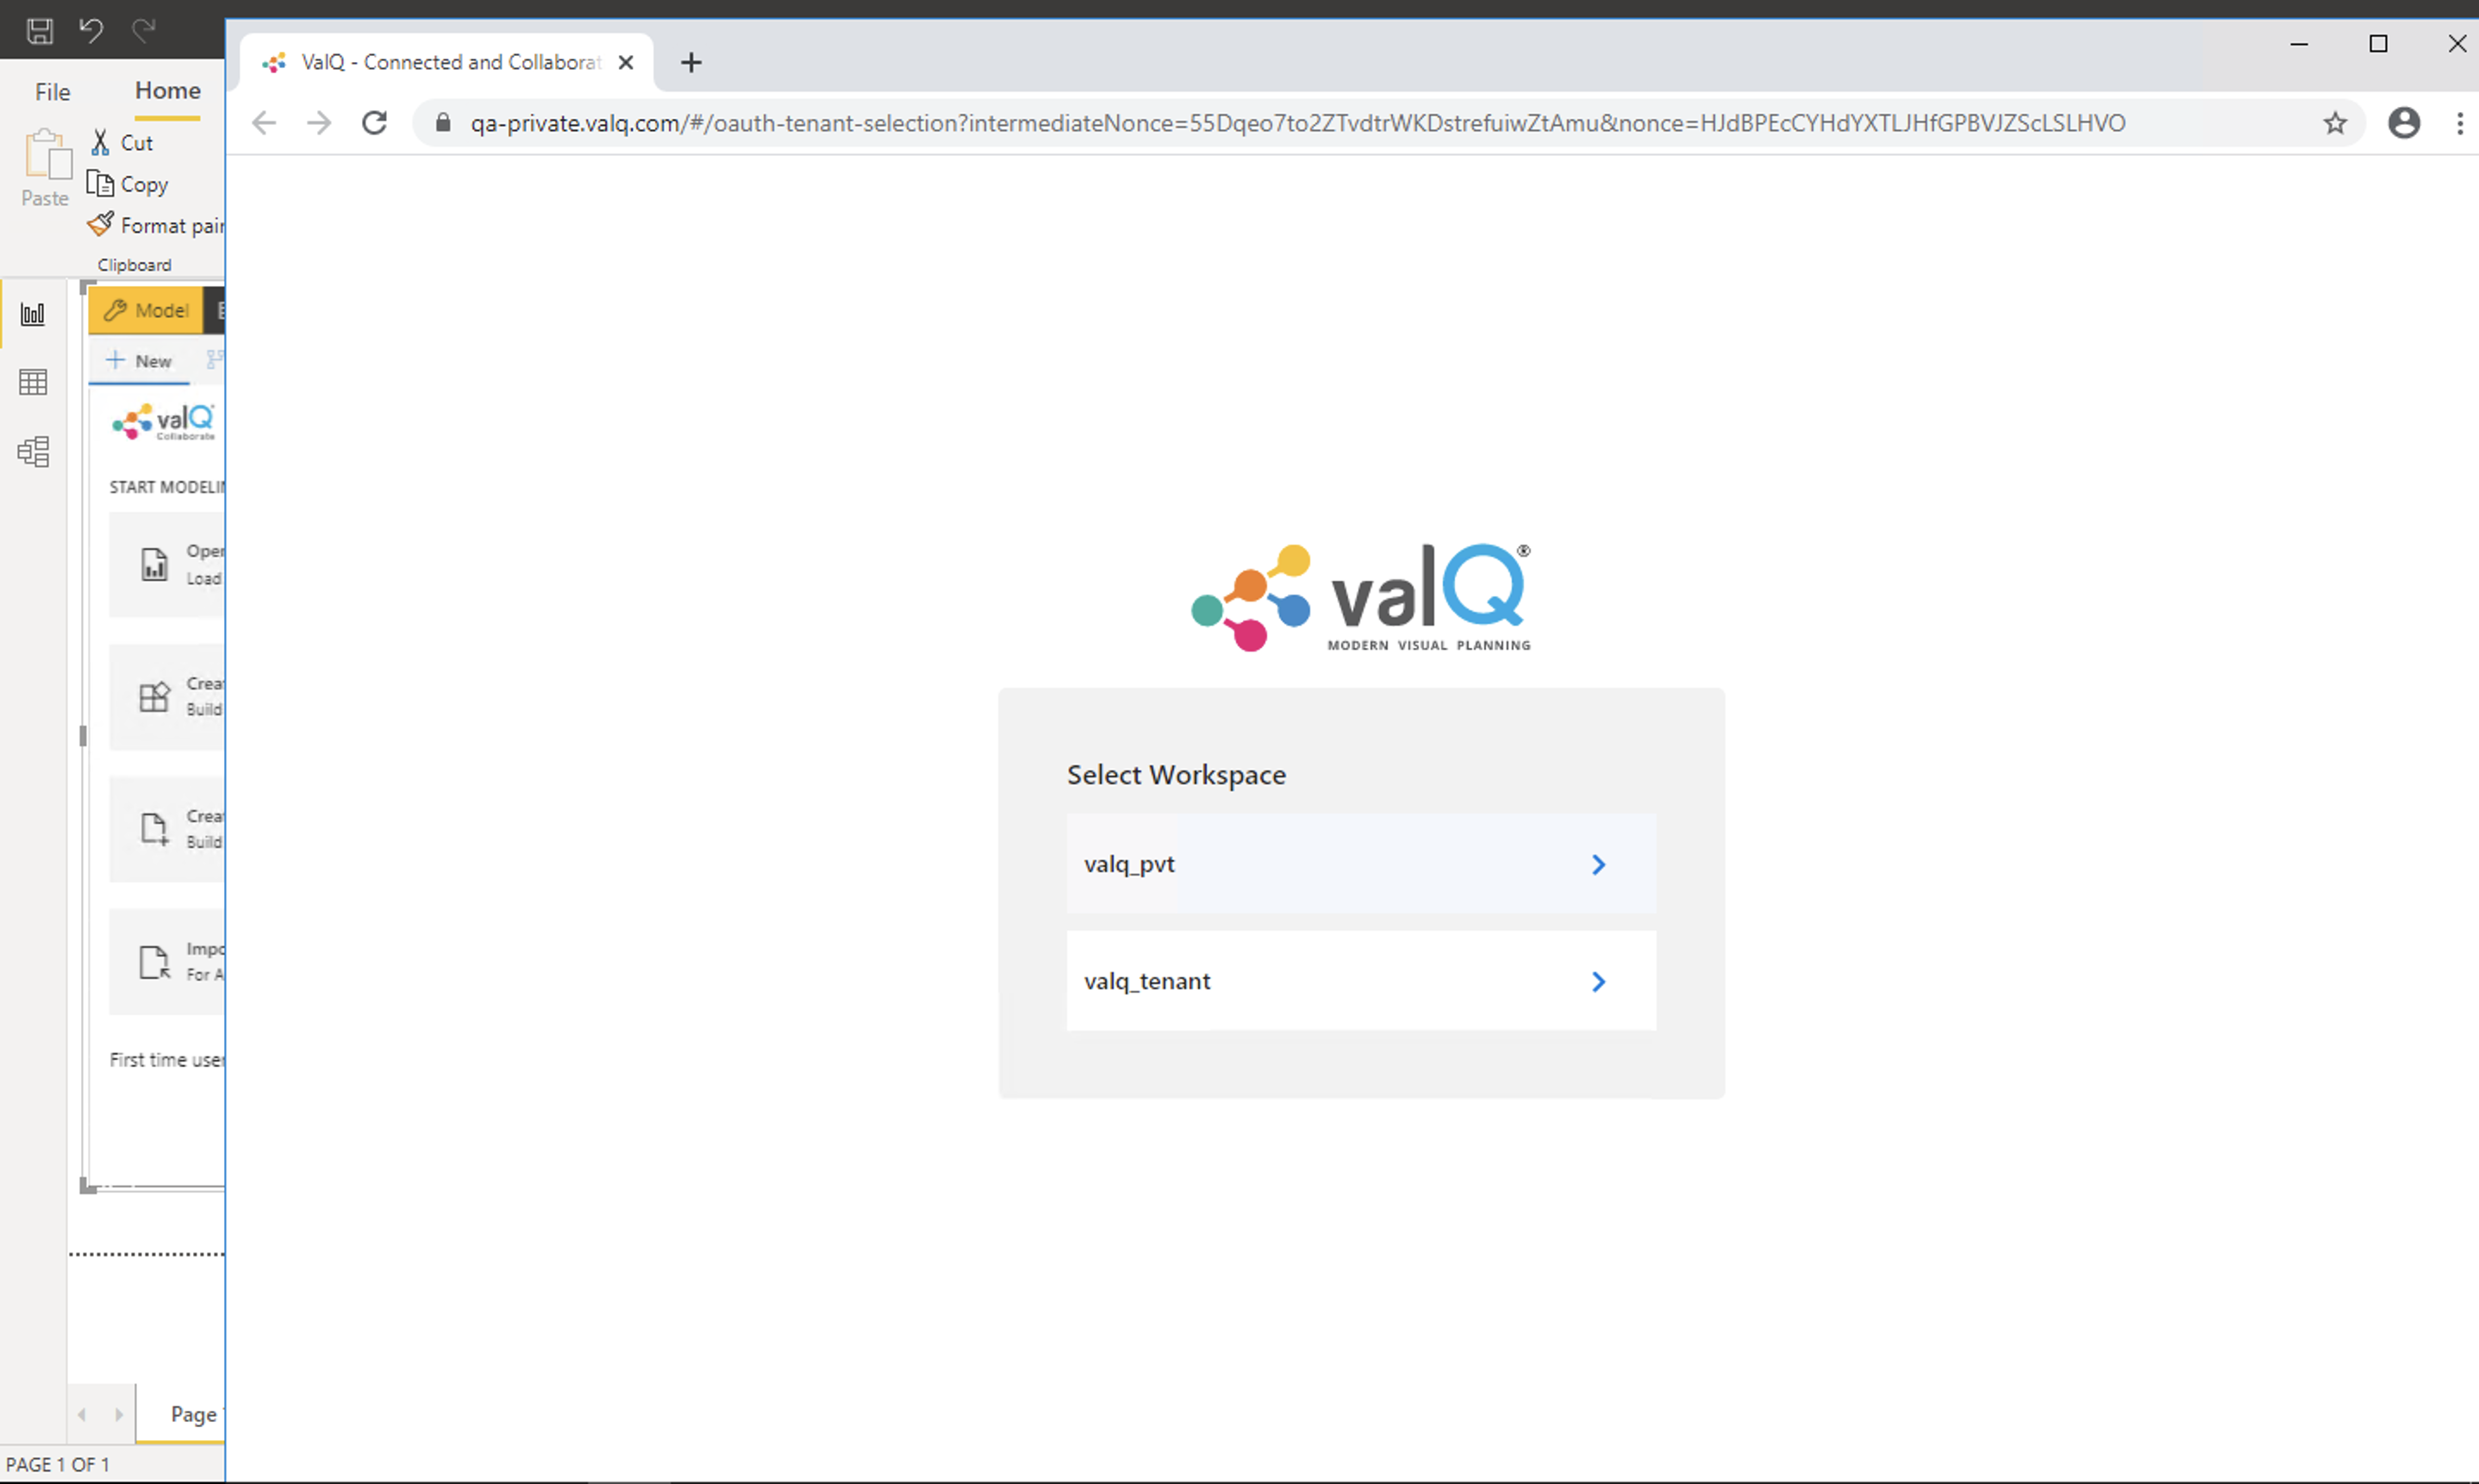 ValQ - Connected and Collaborat
File Home
qa-private.valq.com/#/oauth-tenant-selection?intermediateNonce=55Dqeo7to2ZTvdtrWKDstrefuiwZtAmu&nonce=HJdBPEcCYHdYXTLJHfGPBVJZScLSLHVO
Paste
Cut
Copy
Format pair
Clipboard
Model
New
valQ
Collaborate
START MODELIN
Oper
Load
Crea
Build
Crea
Build
Impo
For A
First time user
Page
PAGE 1 OF 1
valQ®
MODERN VISUAL PLANNING
Select Workspace
valq_pvt
valq_tenant